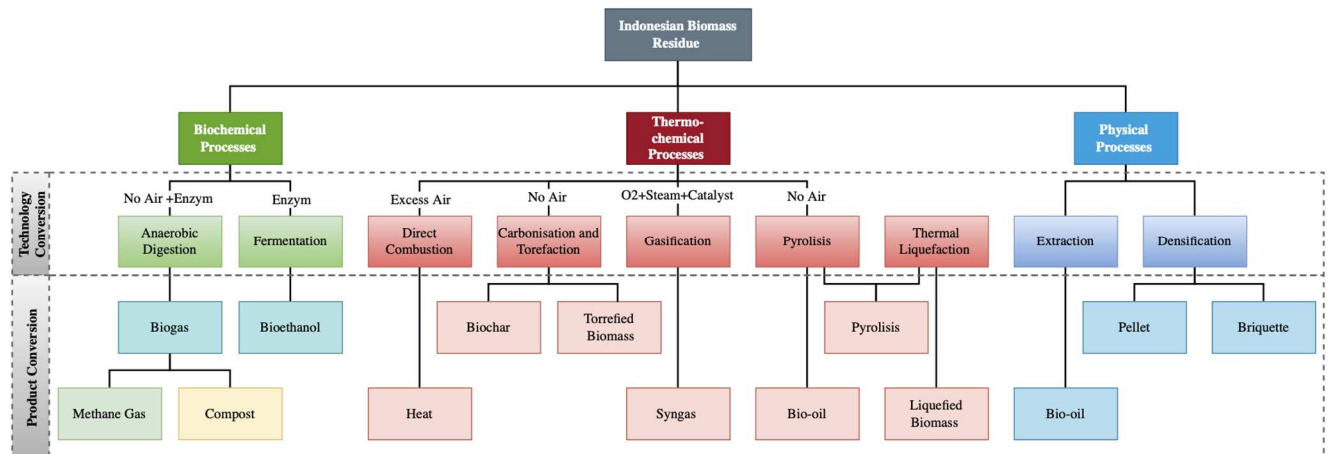 Indonesian Biomass
Residue
Biochemical
Processes
Thermo-
chemical
Processes
Physical
Processes
Technology
Conversion
No Air +Enzym
Enzym
Excess Air
No Air
O2+Steam+Catalyst
No Air
Anaerobic
Digestion
Fermentation
Direct
Combustion
Carbonisation and
Torefaction
Gasification
Pyrolisis
Thermal
Liquefaction
Extraction
Densification
Product Conversion
Biogas
Bioethanol
Biochar
Torrefied
Biomass
Pyrolisis
Pellet
Briquette
Methane Gas
Compost
Heat
Syngas
Bio-oil
Liquefied
Biomass
Bio-oil